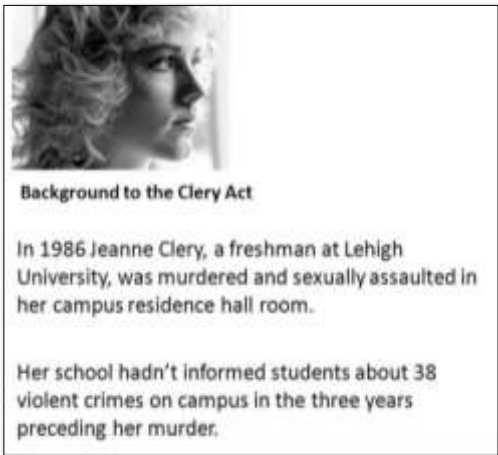 Background to the Clery Act
In 1986 Jeanne Clery, a freshman at Lehigh
University, was murdered and sexually assaulted in
her campus residence hall room.
Her school hadn't informed students about 38
violent crimes on campus in the three years
preceding her murder.